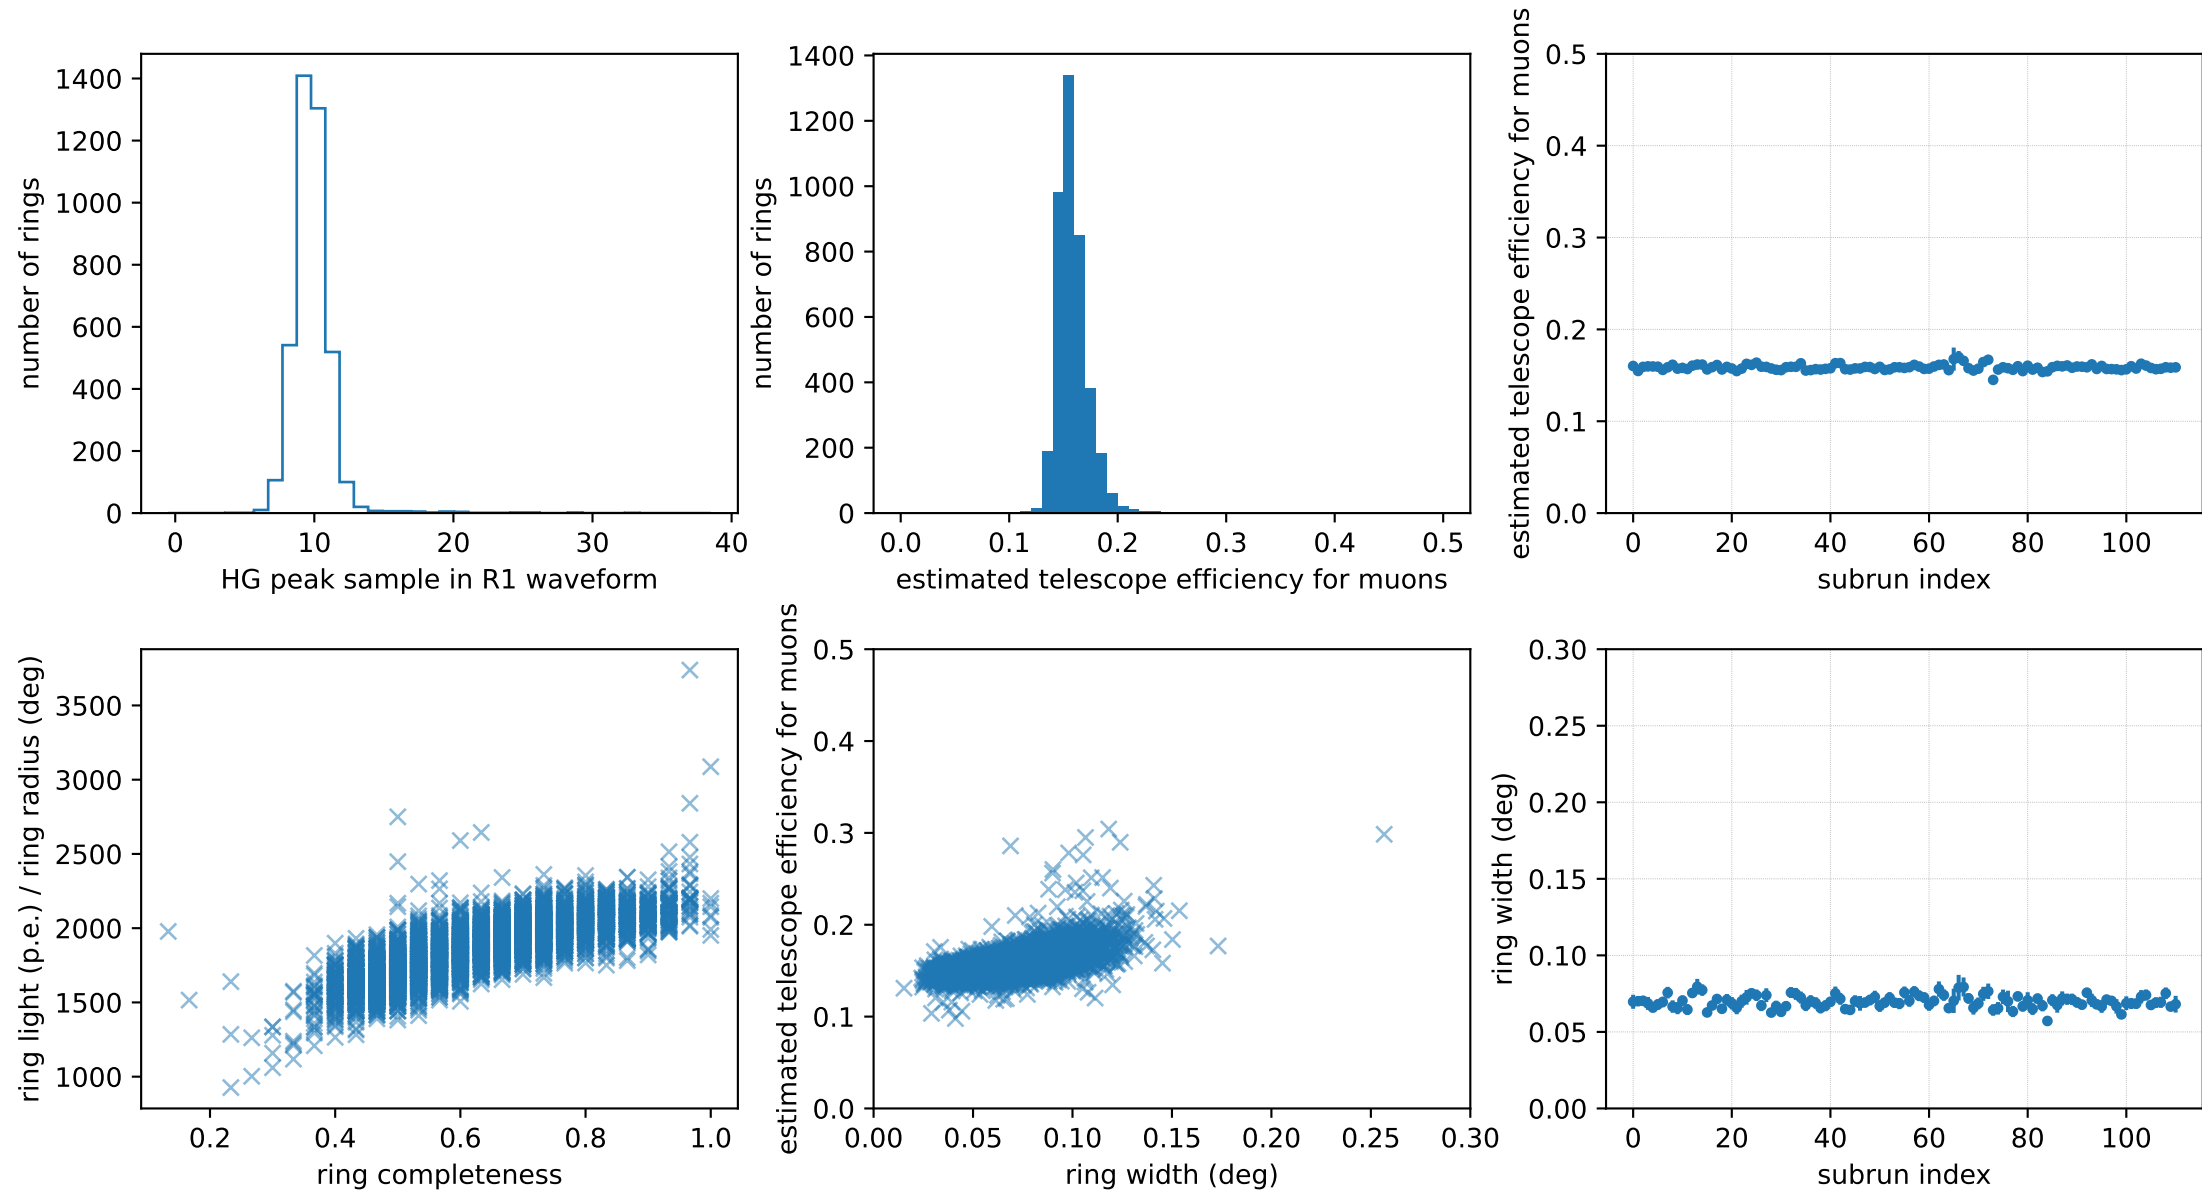 number of rings
1400
1200
1000
800
600
400
200
0
0 10 20 30 40
HG peak sample in R1 waveform
number of rings
1400
1200
1000
800
600
400
200
0
0.0 0.1 0.2 0.3 0.4 0.5
estimated telescope efficiency for muons
estimated telescope efficiency for muons
0.5
0.4
0.3
0.2
0.1
0.0
0 20 40 60 80 100
subrun index
ring light (p.e.) / ring radius (deg)
3500
3000
2500
2000
1500
1000
0.2 0.4 0.6 0.8 1.0
ring completeness
estimated telescope efficiency for muons
0.5
0.4
0.3
0.2
0.1
0.0
0.00 0.05 0.10 0.15 0.20 0.25 0.30
ring width (deg)
ring width (deg)
0.30
0.25
0.20
0.15
0.10
0.05
0.00
0 20 40 60 80 100
subrun index